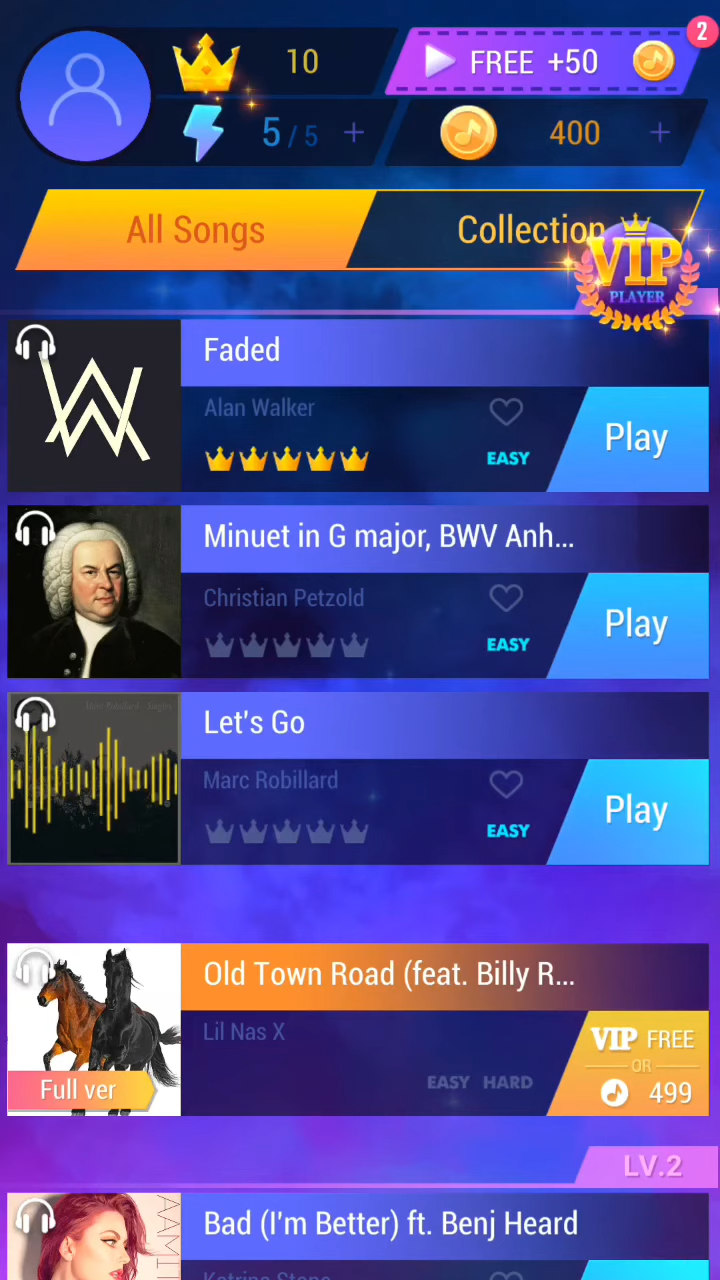 10
FREE +50
2
5 / 5 +
400 +
All Songs
Collection
VIP
PLAYER
Faded
Alan Walker
EASY
Play
Minuet in G major, BWV Anh...
Christian Petzold
EASY
Play
Let's Go
Marc Robillard
EASY
Play
Old Town Road (feat. Billy R...
Lil Nas X
Full ver
EASY HARD
VIP FREE
OR
499
LV.2
Bad (I'm Better) ft. Benj Heard